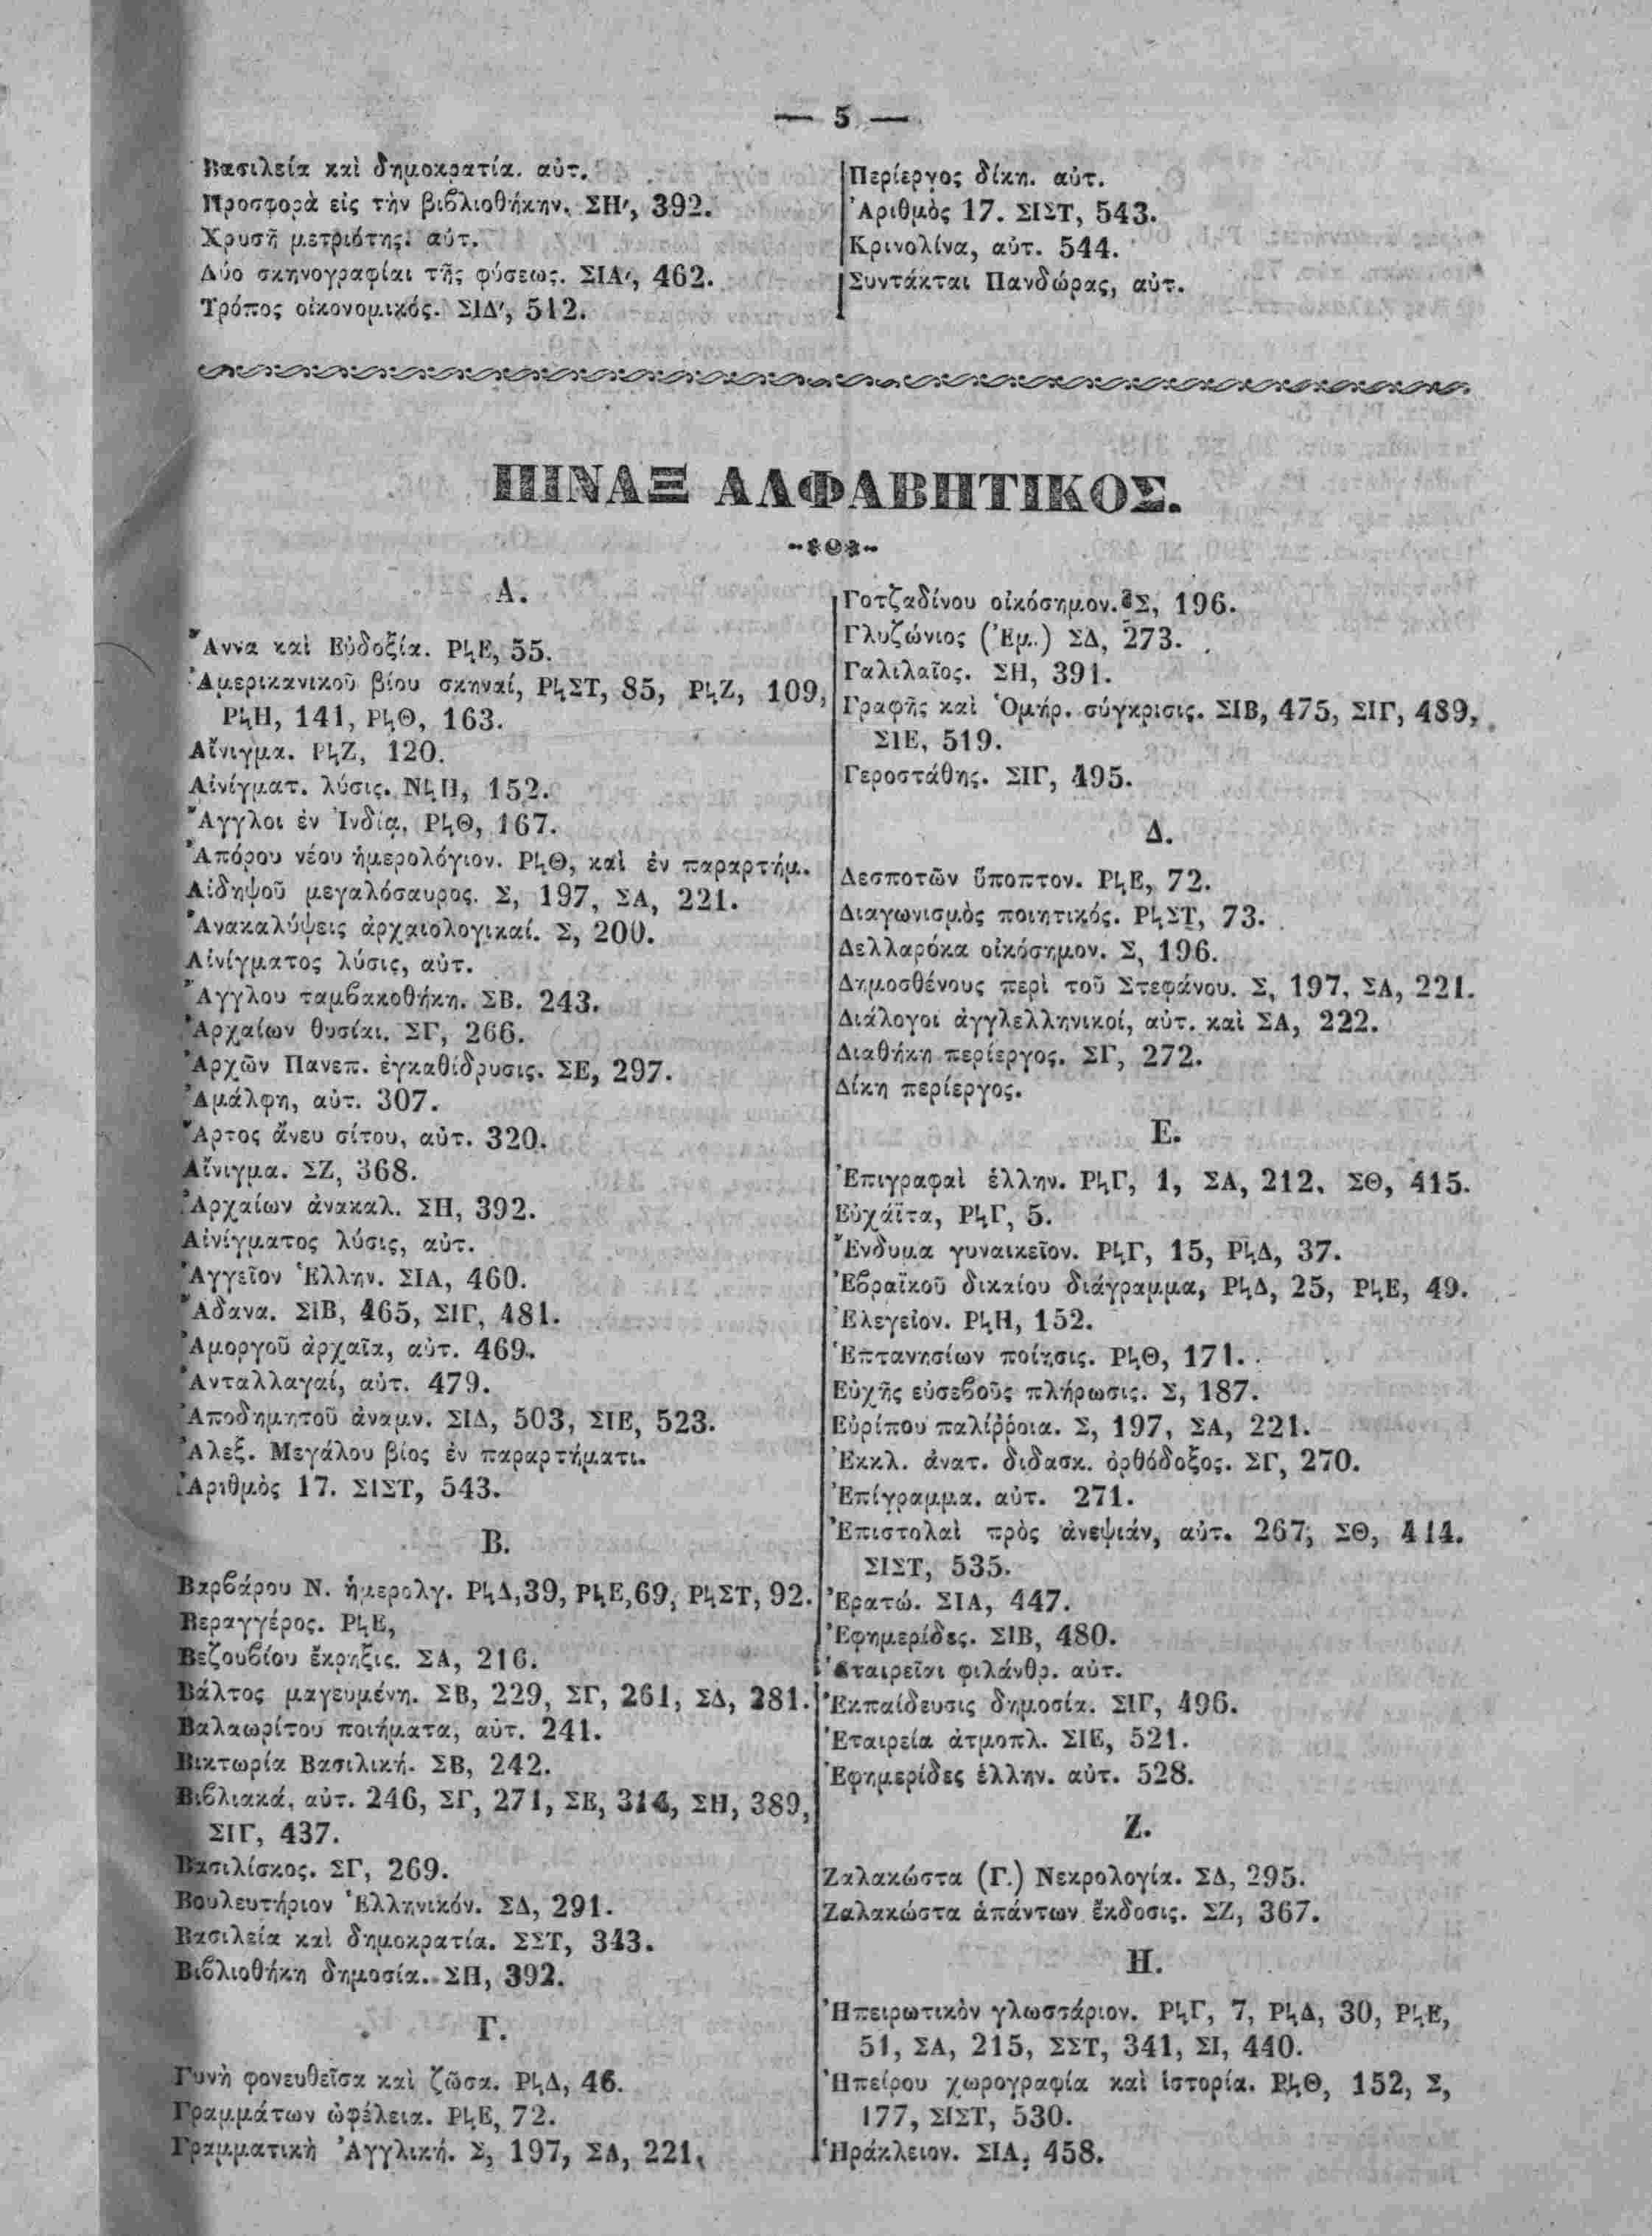 — 5 —
Βασιλεία καὶ δημοκρατία. αὐτ.
Προσφορὰ εἰς τὴν βιβλιοθήκην. ΣΗ′, 392.
Χρυσῆ μετριότης. αὐτ.
Δύο σκηνογραφίαι τῆς φύσεως. ΣΙΑ′, 462.
Τρόπος οἰκονομικός. ΣΙΔ′, 512.
Περίεργος δίκη. αὐτ.
Ἀριθμὸς 17. ΣΙΣΤ, 543.
Κρινολίνα, αὐτ. 544.
Συντάκται Πανδώρας, αὐτ.
ΠΙΝΑΞ ΑΛΦΑΒΗΤΙΚΟΣ.
Α.
Ἄννα καὶ Εὐδοξία. ΡϟΕ, 55.
Ἀμερικανικοῦ βίου σκηναί, ΡϟΣΤ, 85, ΡϟΖ, 109,
ΡϟΗ, 141, ΡϟΘ, 163.
Αἴνιγμα. ΡϟΖ, 120.
Αἰνίγματ. λύσις. ΝϟΗ, 152.
Ἄγγλοι ἐν Ἰνδίᾳ, ΡϟΘ, 167.
Ἀπόρου νέου ἡμερολόγιον. ΡϟΘ, καὶ ἐν παραρτήμ.
Αἰδηψοῦ μεγαλόσαυρος. Σ, 197, ΣΑ, 221.
Ἀνακαλύψεις ἀρχαιολογικαί. Σ, 200.
Αἰνίγματος λύσις, αὐτ.
Ἄγγλου ταμβακοθήκη. ΣΒ. 243.
Ἀρχαίων θυσίαι. ΣΓ, 266.
Ἀρχῶν Πανεπ. ἐγκαθίδρυσις. ΣΕ, 297.
Ἀμάλφη, αὐτ. 307.
Ἄρτος ἄνευ σίτου, αὐτ. 320.
Αἴνιγμα. ΣΖ, 368.
Ἀρχαίων ἀνακαλ. ΣΗ, 392.
Αἰνίγματος λύσις, αὐτ.
Ἀγγεῖον Ἑλλην. ΣΙΑ, 460.
Ἄδανα. ΣΙΒ, 465, ΣΙΓ, 481.
Ἀμοργοῦ ἀρχαῖα, αὐτ. 469.
Ἀνταλλαγαί, αὐτ. 479.
Ἀποδημητοῦ ἀναμν. ΣΙΔ, 503, ΣΙΕ, 523.
Ἀλεξ. Μεγάλου βίος ἐν παραρτήματι.
Ἀριθμὸς 17. ΣΙΣΤ, 543.
Β.
Βαρβάρου Ν. ἡμερολγ. ΡϟΔ,39, ΡϟΕ,69, ΡϟΣΤ, 92.
Βεραγγέρος. ΡϟΕ,
Βεζουβίου ἔκρηξις. ΣΑ, 216.
Βάλτος μαγευμένη. ΣΒ, 229, ΣΓ, 261, ΣΔ, 281.
Βαλαωρίτου ποιήματα, αὐτ. 241.
Βικτωρία Βασιλική. ΣΒ, 242.
Βιβλιακά, αὐτ. 246, ΣΓ, 271, ΣΕ, 314, ΣΗ, 389,
ΣΙΓ, 437.
Βασιλίσκος. ΣΓ, 269.
Βουλευτήριον Ἑλληνικόν. ΣΔ, 291.
Βασιλεία καὶ δημοκρατία. ΣΣΤ, 343.
Βιβλιοθήκη δημοσία. ΣΗ, 392.
Γ.
Γυνὴ φονευθεῖσα καὶ ζῶσα. ΡϟΔ, 46.
Γραμμάτων ὠφέλεια. ΡϟΕ, 72.
Γραμματικὴ Ἀγγλική. Σ, 197, ΣΑ, 221,
Γοτζαδίνου οἰκόσημον. Σ, 196.
Γλυζώνιος (Ἐμ.) ΣΔ, 273.
Γαλιλαῖος. ΣΗ, 391.
Γραφῆς καὶ Ὁμήρ. σύγκρισις. ΣΙΒ, 475, ΣΙΓ, 489,
ΣΙΕ, 519.
Γεροστάθης. ΣΙΓ, 495.
Δ.
Δεσποτῶν ὕποπτον. ΡϟΕ, 72.
Διαγωνισμὸς ποιητικός. ΡϟΣΤ, 73.
Δελλαρόκα οἰκόσημον. Σ, 196.
Δημοσθένους περὶ τοῦ Στεφάνου. Σ, 197, ΣΑ, 221.
Διάλογοι ἀγγλελληνικοί, αὐτ. καὶ ΣΑ, 222.
Διαθήκη περίεργος. ΣΓ, 272.
Δίκη περίεργος.
Ε.
Ἐπιγραφαὶ ἑλλην. ΡϟΓ, 1, ΣΑ, 212, ΣΘ, 415.
Εὐχάϊτα, ΡϟΓ, 5.
Ἔνδυμα γυναικεῖον. ΡϟΓ, 15, ΡϟΔ, 37.
Ἑβραϊκοῦ δικαίου διάγραμμα, ΡϟΔ, 25, ΡϟΕ, 49.
Ἐλεγεῖον. ΡϟΗ, 152.
Ἑπτανησίων ποίησις. ΡϟΘ, 171.
Εὐχῆς εὐσεβοῦς πλήρωσις. Σ, 187.
Εὐρίπου παλίῤῥοια. Σ, 197, ΣΑ, 221.
Ἐκκλ. ἀνατ. διδασκ. ὀρθόδοξος. ΣΓ, 270.
Ἐπίγραμμα. αὐτ. 271.
Ἐπιστολαὶ πρὸς ἀνεψιάν, αὐτ. 267, ΣΘ, 414.
ΣΙΣΤ, 535.
Ἐρατώ. ΣΙΑ, 447.
Ἐφημερίδες. ΣΙΒ, 480.
Ἑταιρεῖαι φιλάνθρ. αὐτ.
Ἐκπαίδευσις δημοσία. ΣΙΓ, 496.
Ἑταιρεία ἀτμοπλ. ΣΙΕ, 521.
Ἐφημερίδες ἑλλην. αὐτ. 528.
Ζ.
Ζαλακώστα (Γ.) Νεκρολογία. ΣΔ, 295.
Ζαλακώστα ἁπάντων ἔκδοσις. ΣΖ, 367.
Η.
Ἠπειρωτικὸν γλωσσάριον. ΡϟΓ, 7, ΡϟΔ, 30, ΡϟΕ,
51, ΣΑ, 215, ΣΣΤ, 341, ΣΙ, 440.
Ἠπείρου χωρογραφία καὶ ἱστορία. ΡϟΘ, 152, Σ,
177, ΣΙΣΤ, 530.
Ἡράκλειον. ΣΙΑ, 458.